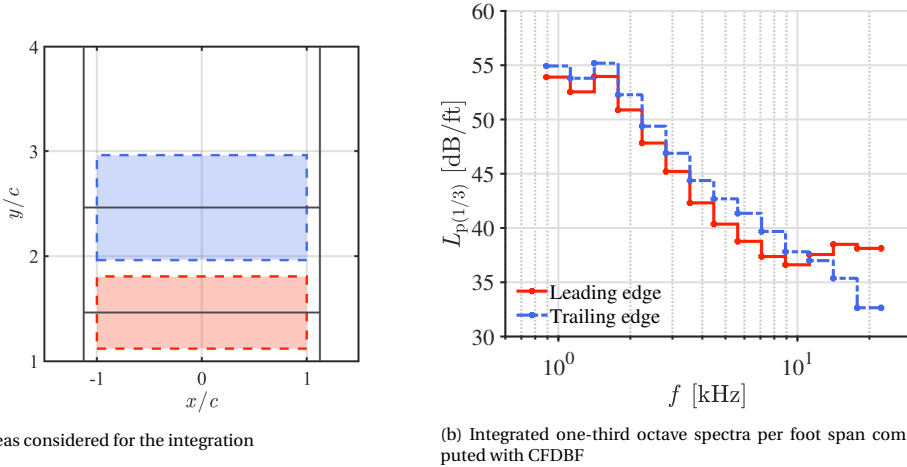 4
3
2
1
y/c
-1
0
1
x/c
eas considered for the integration
60
55
50
45
40
35
30
L_p(1/3) [dB/ft]
Leading edge
Trailing edge
10^0
10^1
f [kHz]
(b) Integrated one-third octave spectra per foot span com-
puted with CFDBF